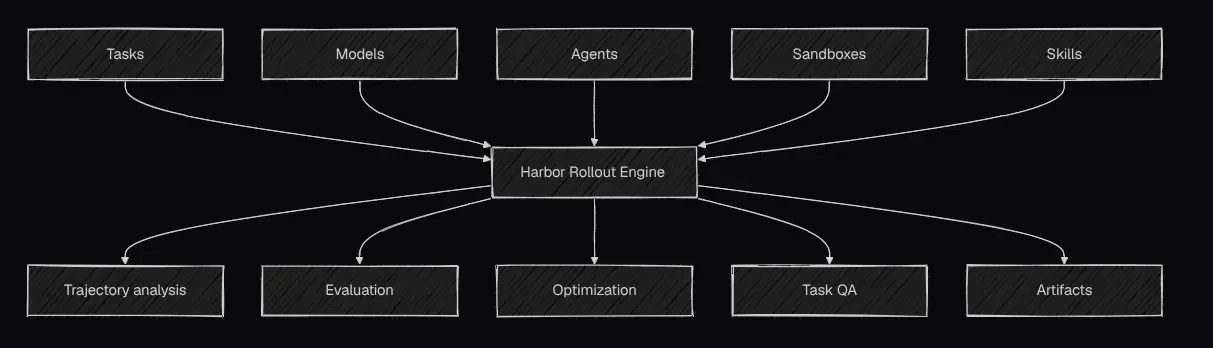 Tasks
Models
Agents
Sandboxes
Skills
Harbor Rollout Engine
Trajectory analysis
Evaluation
Optimization
Task QA
Artifacts